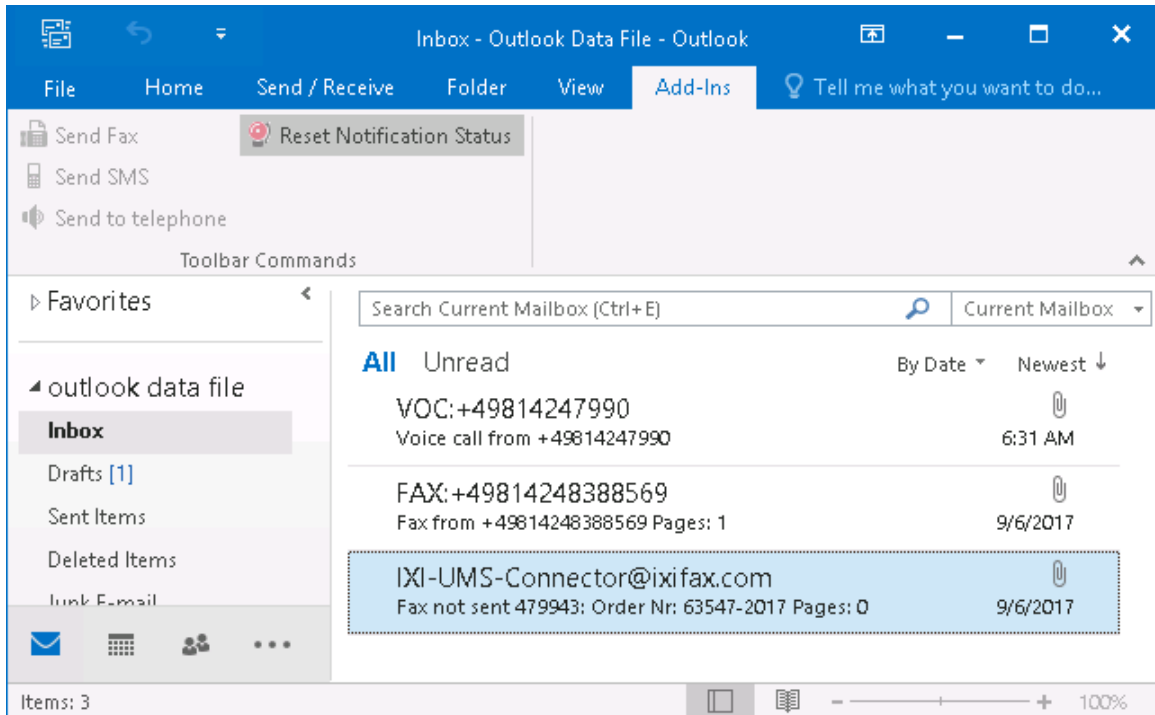 Inbox - Outlook Data File - Outlook
File Home Send / Receive Folder View Add-Ins Tell me what you want to do...
Send Fax Reset Notification Status
Send SMS
Send to telephone
Toolbar Commands
Favorites
Search Current Mailbox (Ctrl+E) Current Mailbox
All Unread By Date Newest
outlook data file
VOC:+49814247990
Voice call from +49814247990 6:31 AM
Inbox
Drafts [1]
FAX:+49814248388569
Fax from +49814248388569 Pages: 1 9/6/2017
Sent Items
Deleted Items
IXI-UMS-Connector@ixifax.com
Fax not sent 479943: Order Nr: 63547-2017 Pages: 0 9/6/2017
Junk E-mail
Items: 3 100%